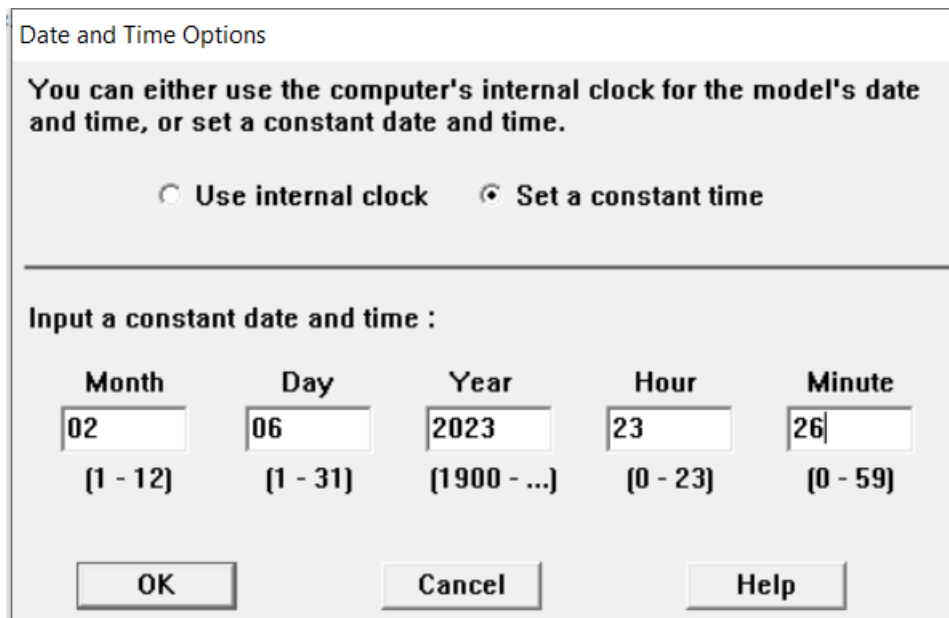 Date and Time Options
You can either use the computer's internal clock for the model's date
and time, or set a constant date and time.
Use internal clock Set a constant time
Input a constant date and time :
Month Day Year Hour Minute
02 06 2023 23 26
(1 - 12) (1 - 31) (1900 - ...) (0 - 23) (0 - 59)
OK Cancel Help